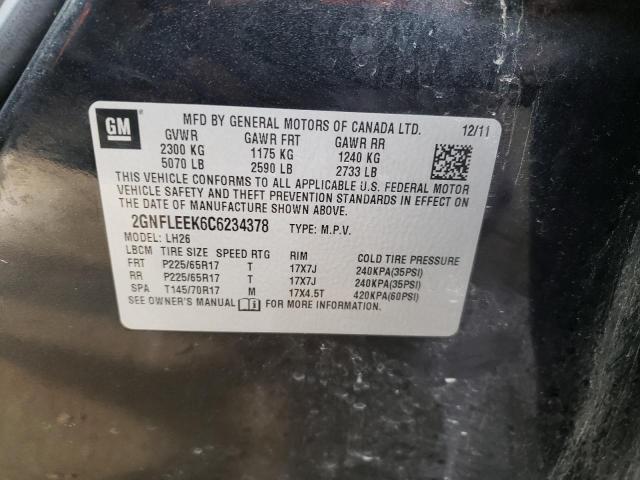 GM
MFD BY GENERAL MOTORS OF CANADA LTD. 12/11
GVWR GAWR FRT GAWR RR
2300 KG 1175 KG 1240 KG
5070 LB 2590 LB 2733 LB
THIS VEHICLE CONFORMS TO ALL APPLICABLE U.S. FEDERAL MOTOR
VEHICLE SAFETY AND THEFT PREVENTION STANDARDS IN EFFECT ON
THE DATE OF MANUFACTURE SHOWN ABOVE.
2GNFLEEK6C6234378 TYPE: M.P.V.
MODEL: LH26
LBCM TIRE SIZE SPEED RTG RIM COLD TIRE PRESSURE
FRT P225/65R17 T 17X7J 240KPA(35PSI)
RR P225/65R17 T 17X7J 240KPA(35PSI)
SPA T145/70R17 M 17X4.5T 420KPA(60PSI)
SEE OWNER'S MANUAL FOR MORE INFORMATION.